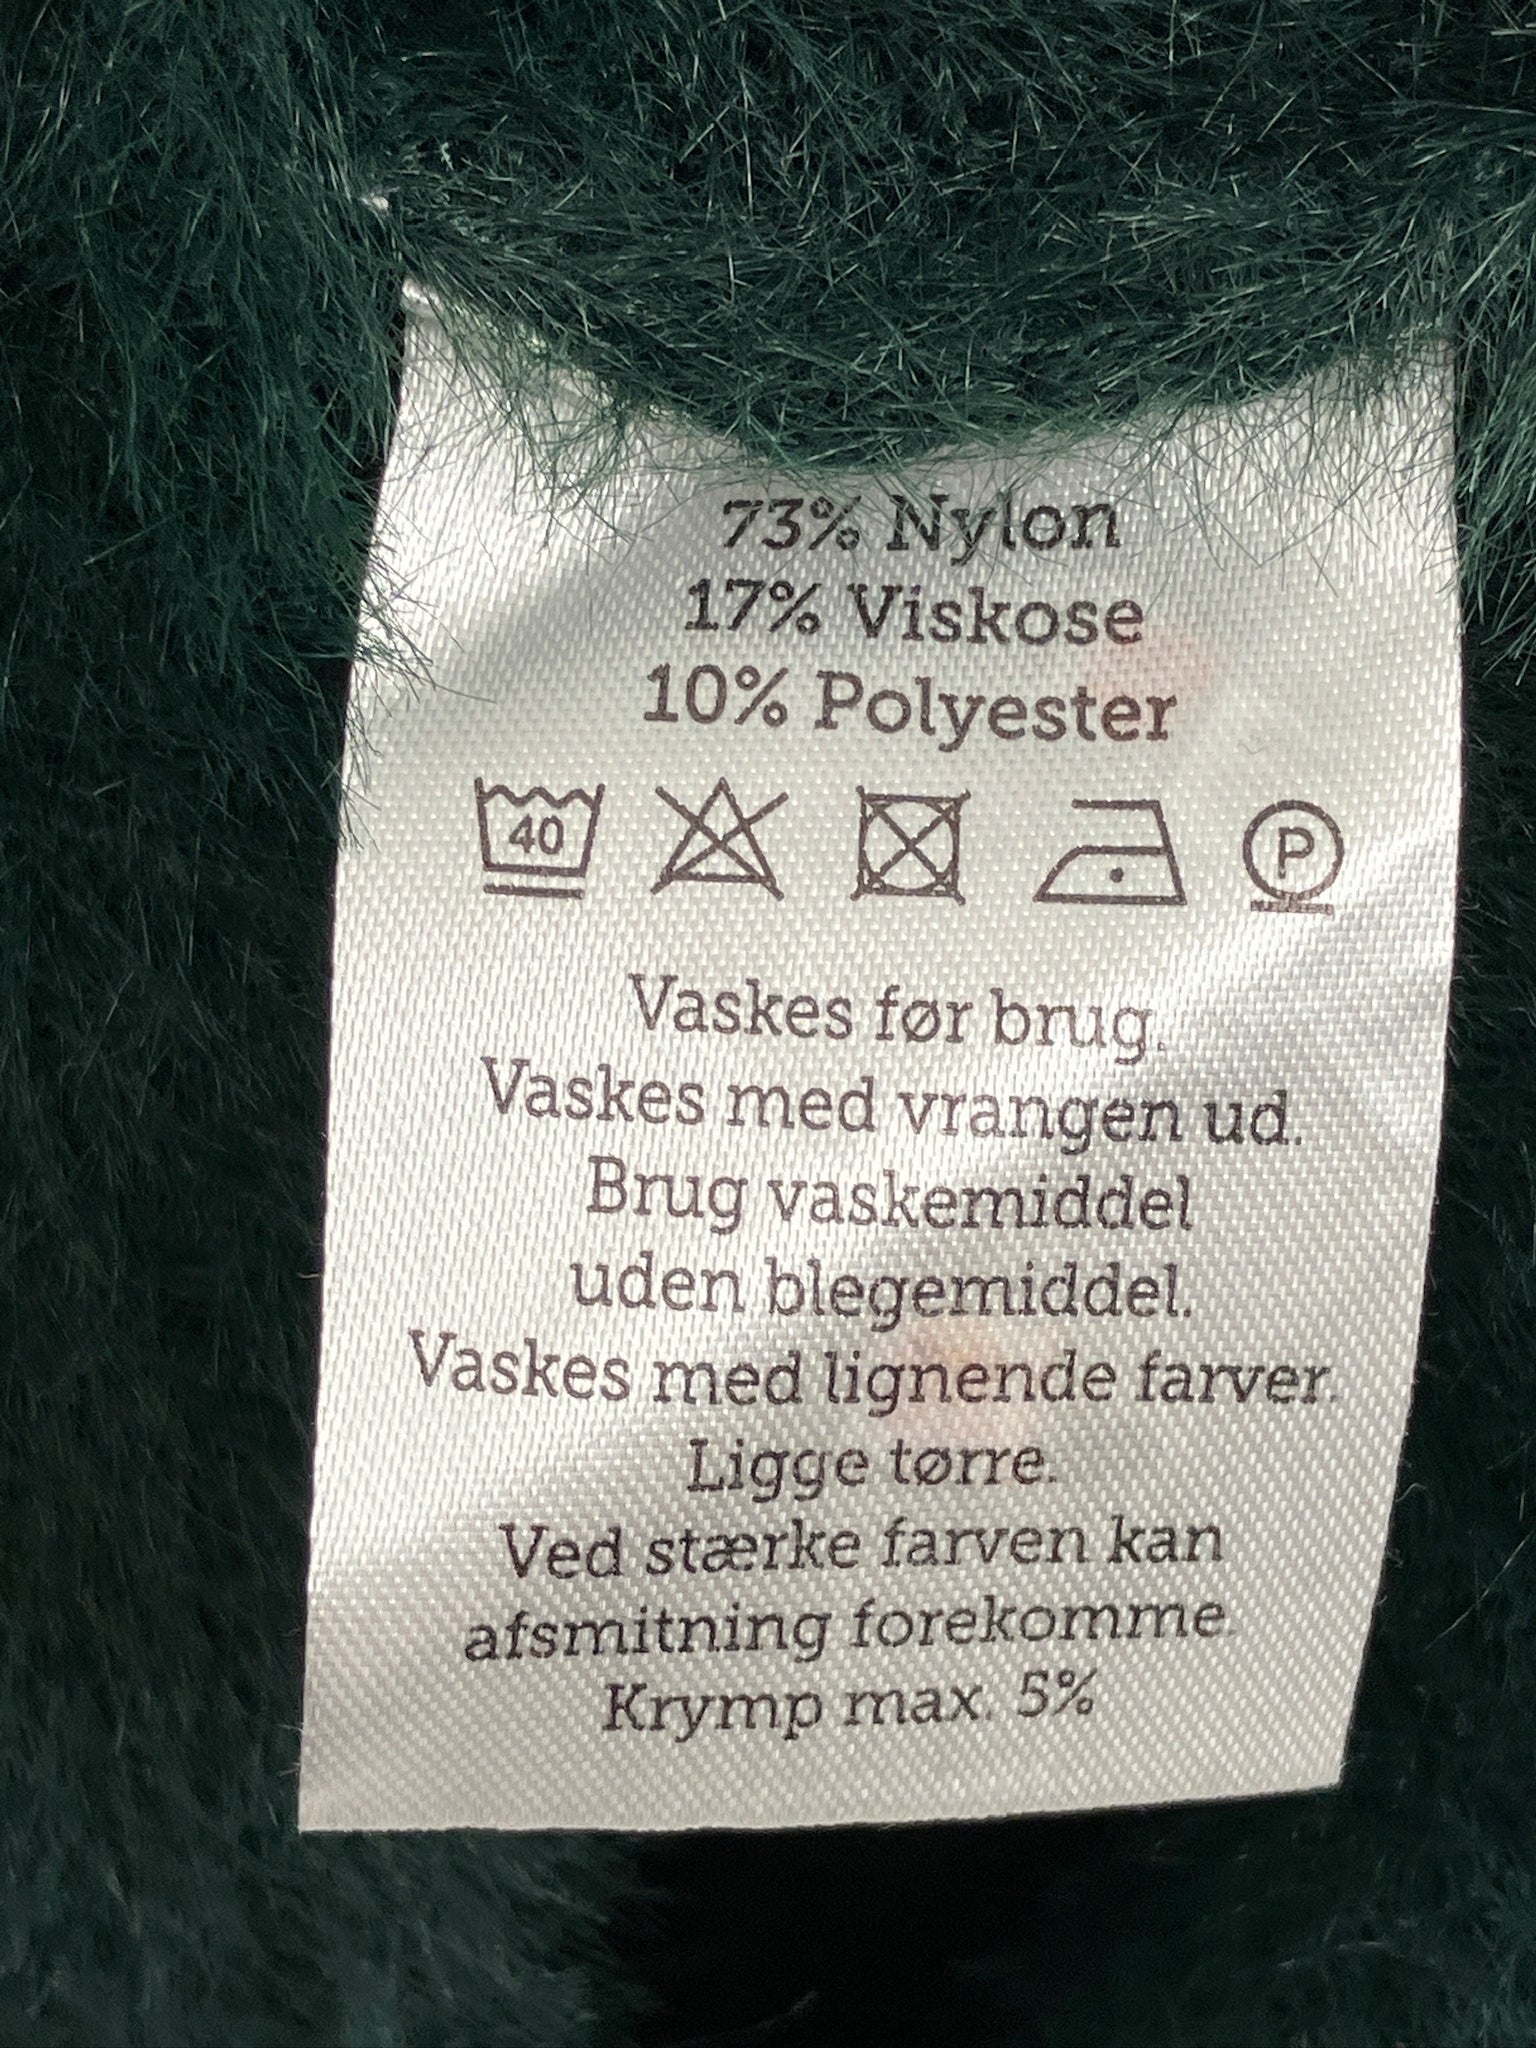 73% Nylon
17% Viskose
10% Polyester
40 P
Vaskes før brug.
Vaskes med vrangen ud.
Brug vaskemiddel
uden blegemiddel.
Vaskes med lignende farver.
Ligge tørre.
Ved stærke farven kan
afsmitning forekomme.
Krymp max. 5%